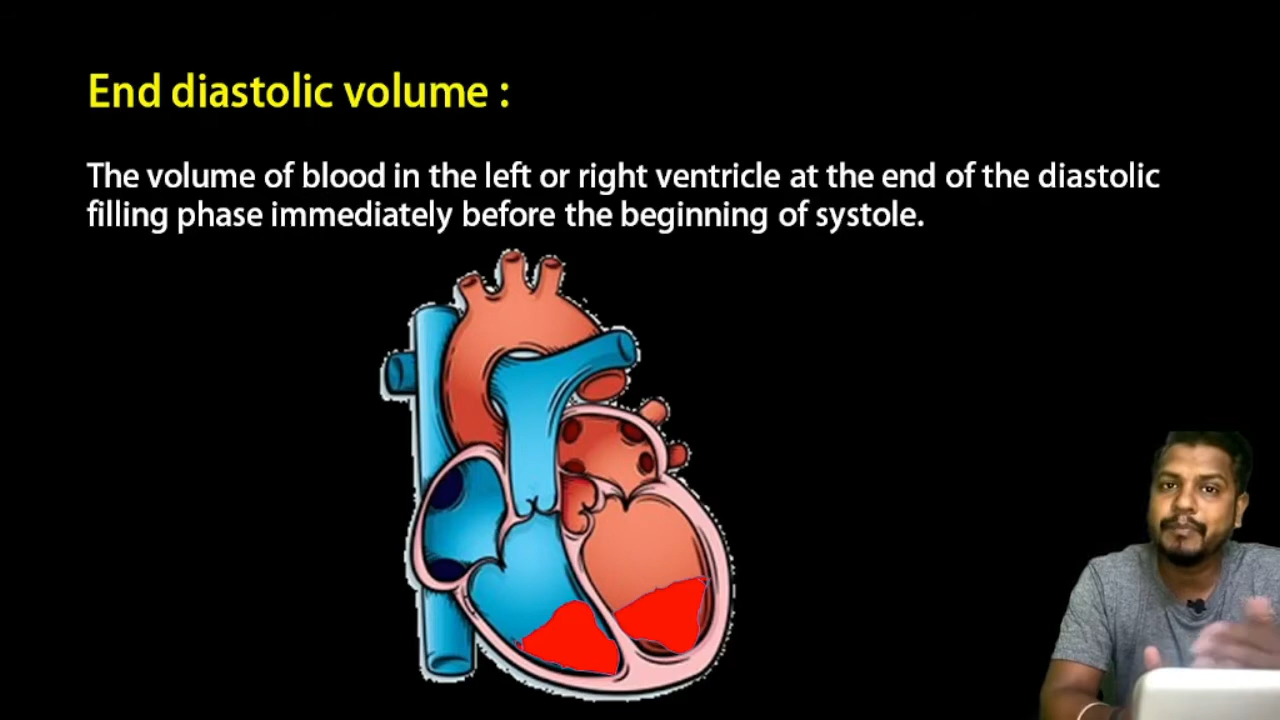 End diastolic volume :
The volume of blood in the left or right ventricle at the end of the diastolic
filling phase immediately before the beginning of systole.